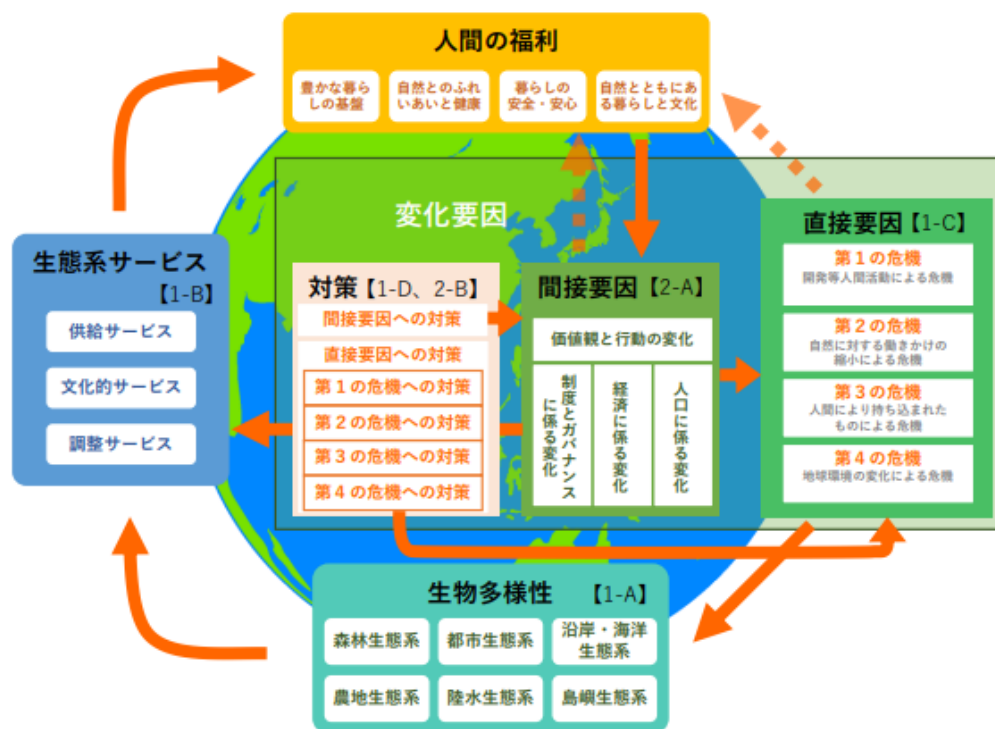 人間の福利
豊かな暮ら
しの基盤
自然とのふれ
いあいと健康
暮らしの
安全・安心
自然とともにあ
る暮らしと文化
変化要因
生態系サービス
【1-B】
供給サービス
文化的サービス
調整サービス
対策【1-D、2-B】
間接要因への対策
直接要因への対策
第1の危機への対策
第2の危機への対策
第3の危機への対策
第4の危機への対策
間接要因【2-A】
価値観と行動の変化
制度とガバナンス
に係る変化
経済に係る変化
人口に係る変化
直接要因【1-C】
第1の危機
開発等人間活動による危機
第2の危機
自然に対する働きかけの
縮小による危機
第3の危機
人間により持ち込まれた
ものによる危機
第4の危機
地球環境の変化による危機
生物多様性 【1-A】
森林生態系
都市生態系
沿岸・海洋
生態系
農地生態系
陸水生態系
島嶼生態系